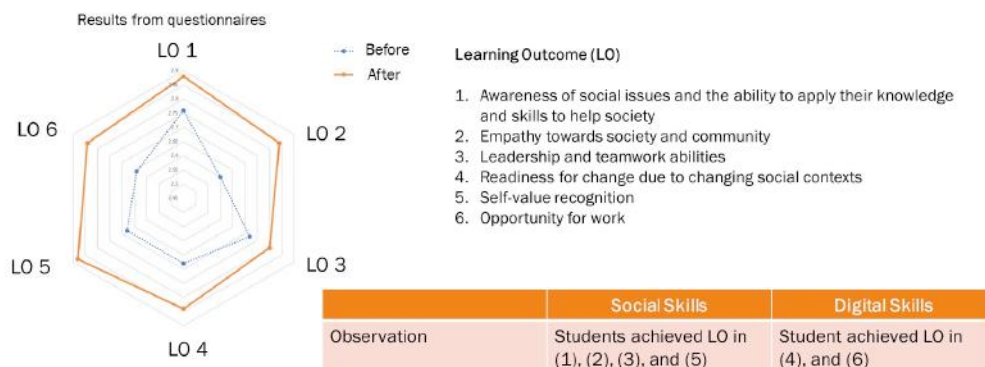 Results from questionnaires
LO 1
LO 2
LO 3
LO 4
LO 5
LO 6
Before
After
Learning Outcome (LO)
1. Awareness of social issues and the ability to apply their knowledge
and skills to help society
2. Empathy towards society and community
3. Leadership and teamwork abilities
4. Readiness for change due to changing social contexts
5. Self-value recognition
6. Opportunity for work
Social Skills
Digital Skills
Observation
Students achieved LO in
(1), (2), (3), and (5)
Student achieved LO in
(4), and (6)